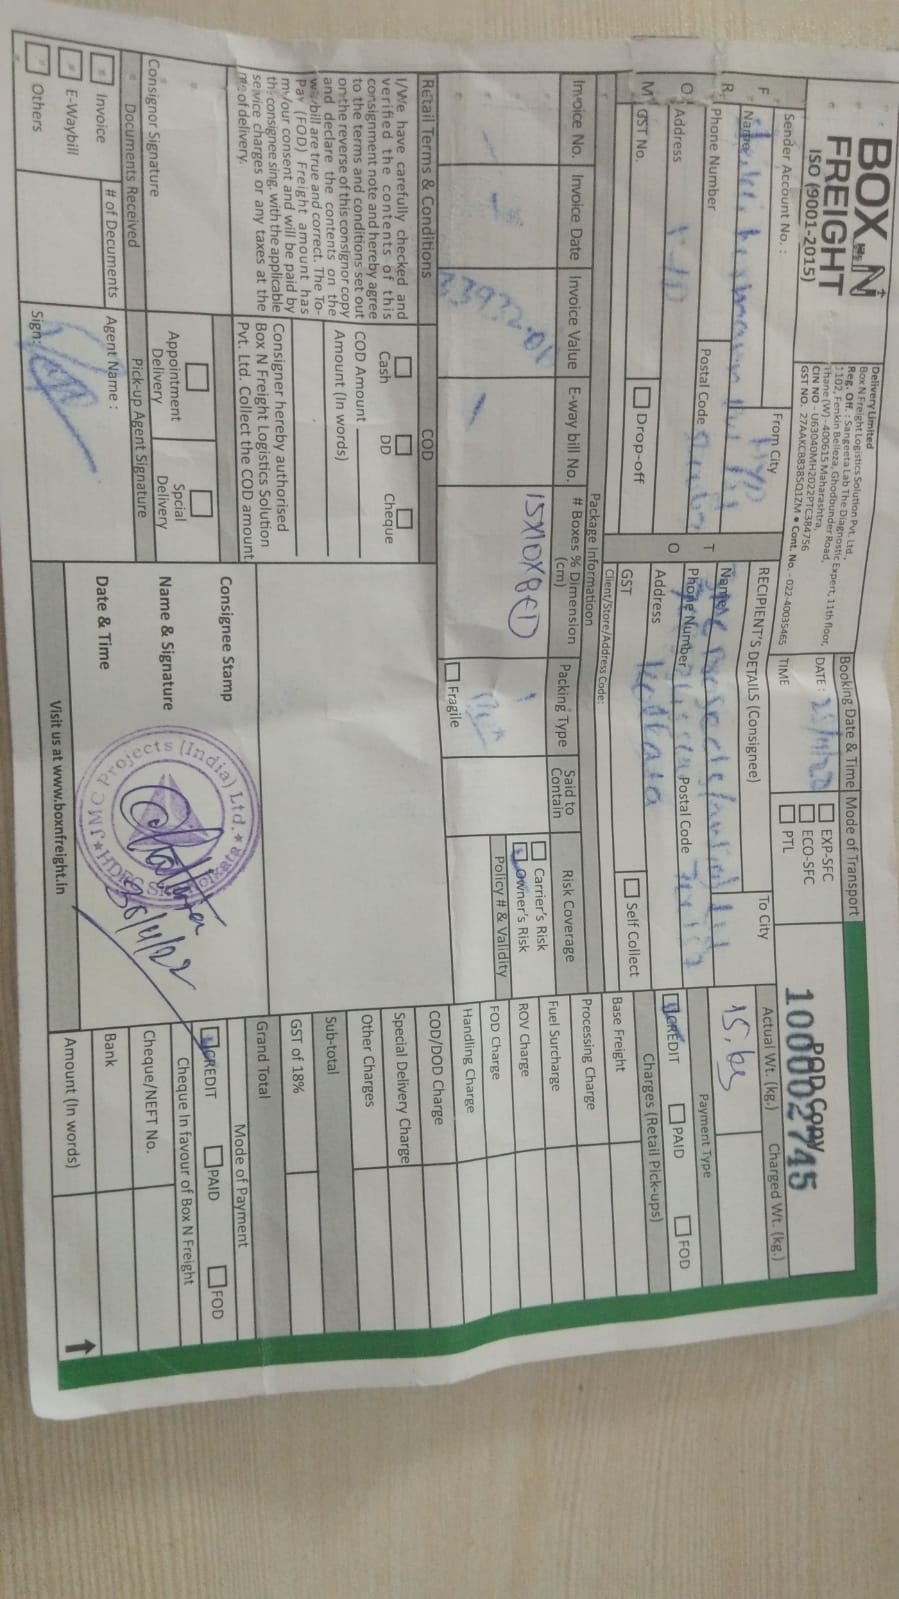 BOX N
FREIGHT
ISO (9001-2015)
Delivery Limited
Box N Freight Logistics Solution Pvt. Ltd.,
Reg. Off. : Sangeeta Lab The Diagnostic Expert, 11th floor,
1102, Fenkin Belleza, Ghodbunder Road,
Thane (W) - 400615 Maharashtra,
CIN NO - U63040MH2022PTC384756
GST NO. 27AAKCB8385Q1ZM • Cont. No. - 022-40035465
Booking Date & Time
DATE :
TIME
Mode of Transport
EXP-SFC
ECO-SFC
PTL
POD Copy
100002745
Sender Account No. :
From City
RECIPIENT'S DETAILS (Consignee)
To City
Actual Wt. (kg.)
Charged Wt. (kg.)
15 kg
F
R
O
M
Name
Phone Number
Postal Code
Address
GST No.
Drop-off
T
O
Name
Phone Number
Postal Code
Address
Kolkata
GST
Self Collect
Client/Store/Address Code:
Payment Type
CREDIT
PAID
FOD
Package Informatioon
Invoice No.
Invoice Date
Invoice Value
E-way bill No.
# Boxes % Dimension (cm)
Packing Type
Said to Contain
Risk Coverage
15X10X8
Fragile
Carrier's Risk
Owner's Risk
Policy # & Validity
Charges (Retail Pick-ups)
Base Freight
Processing Charge
Fuel Surcharge
ROV Charge
FOD Charge
Handling Charge
COD/DOD Charge
Special Delivery Charge
Other Charges
Sub-total
GST of 18%
Grand Total
Retail Terms & Conditions
I/We have carefully checked and
verified the contents of this
consignment note and hereby agree
to the terms and conditions set out
on the reverse of this consignor copy
and declare the contents on the
waybill are true and correct. The To-
Pay (FOD) Freight amount has
my/our consent and will be paid by
the consignee sing, with the applicable
service charges or any taxes at the
time of delivery.
COD
Cash
DD
Cheque
COD Amount
Amount (In words)
Consigner hereby authorised
Box N Freight Logistics Solution
Pvt. Ltd. Collect the COD amount
Consignor Signature
Appointment Delivery
Spcial Delivery
Documents Received
Pick-up Agent Signature
Invoice
E-Waybill
Others
# of Decuments
Agent Name :
Sign:
Consignee Stamp
Name & Signature
Date & Time
JMC Projects (India) Ltd.
Kolkata
Mode of Payment
CREDIT
PAID
FOD
Cheque In favour of Box N Freight
Cheque/NEFT No.
Bank
Amount (In words)
Visit us at www.boxnfreight.in